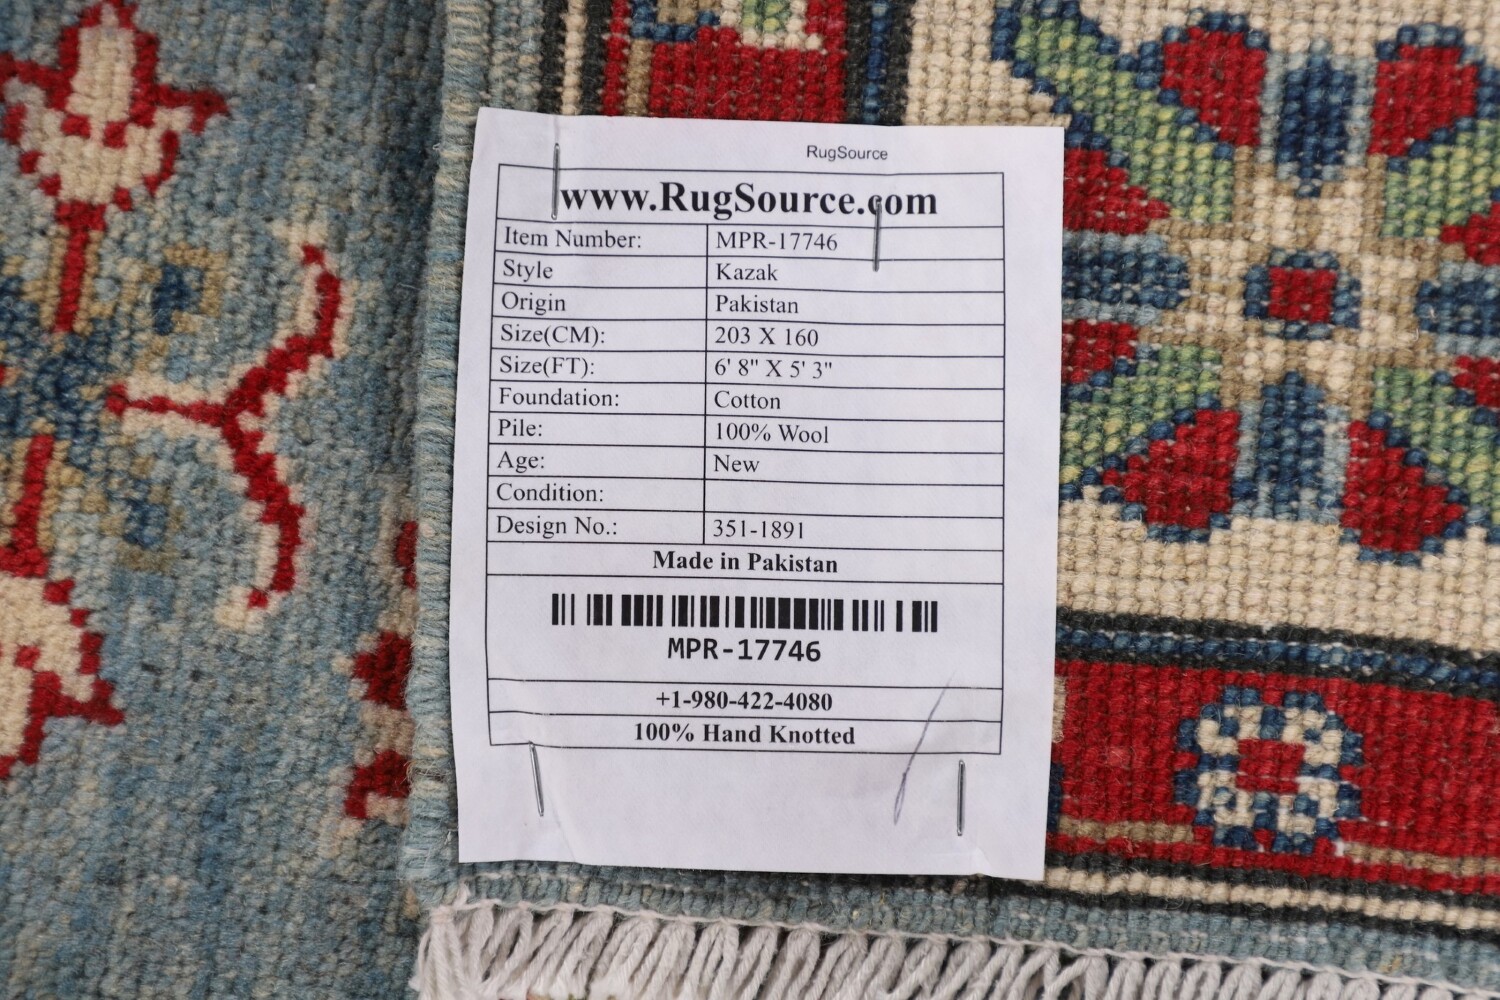 RugSource
www.RugSource.com
Item Number: MPR-17746
Style Kazak
Origin Pakistan
Size(CM): 203 X 160
Size(FT): 6' 8" X 5' 3"
Foundation: Cotton
Pile: 100% Wool
Age: New
Condition:
Design No.: 351-1891
Made in Pakistan
MPR-17746
+1-980-422-4080
100% Hand Knotted